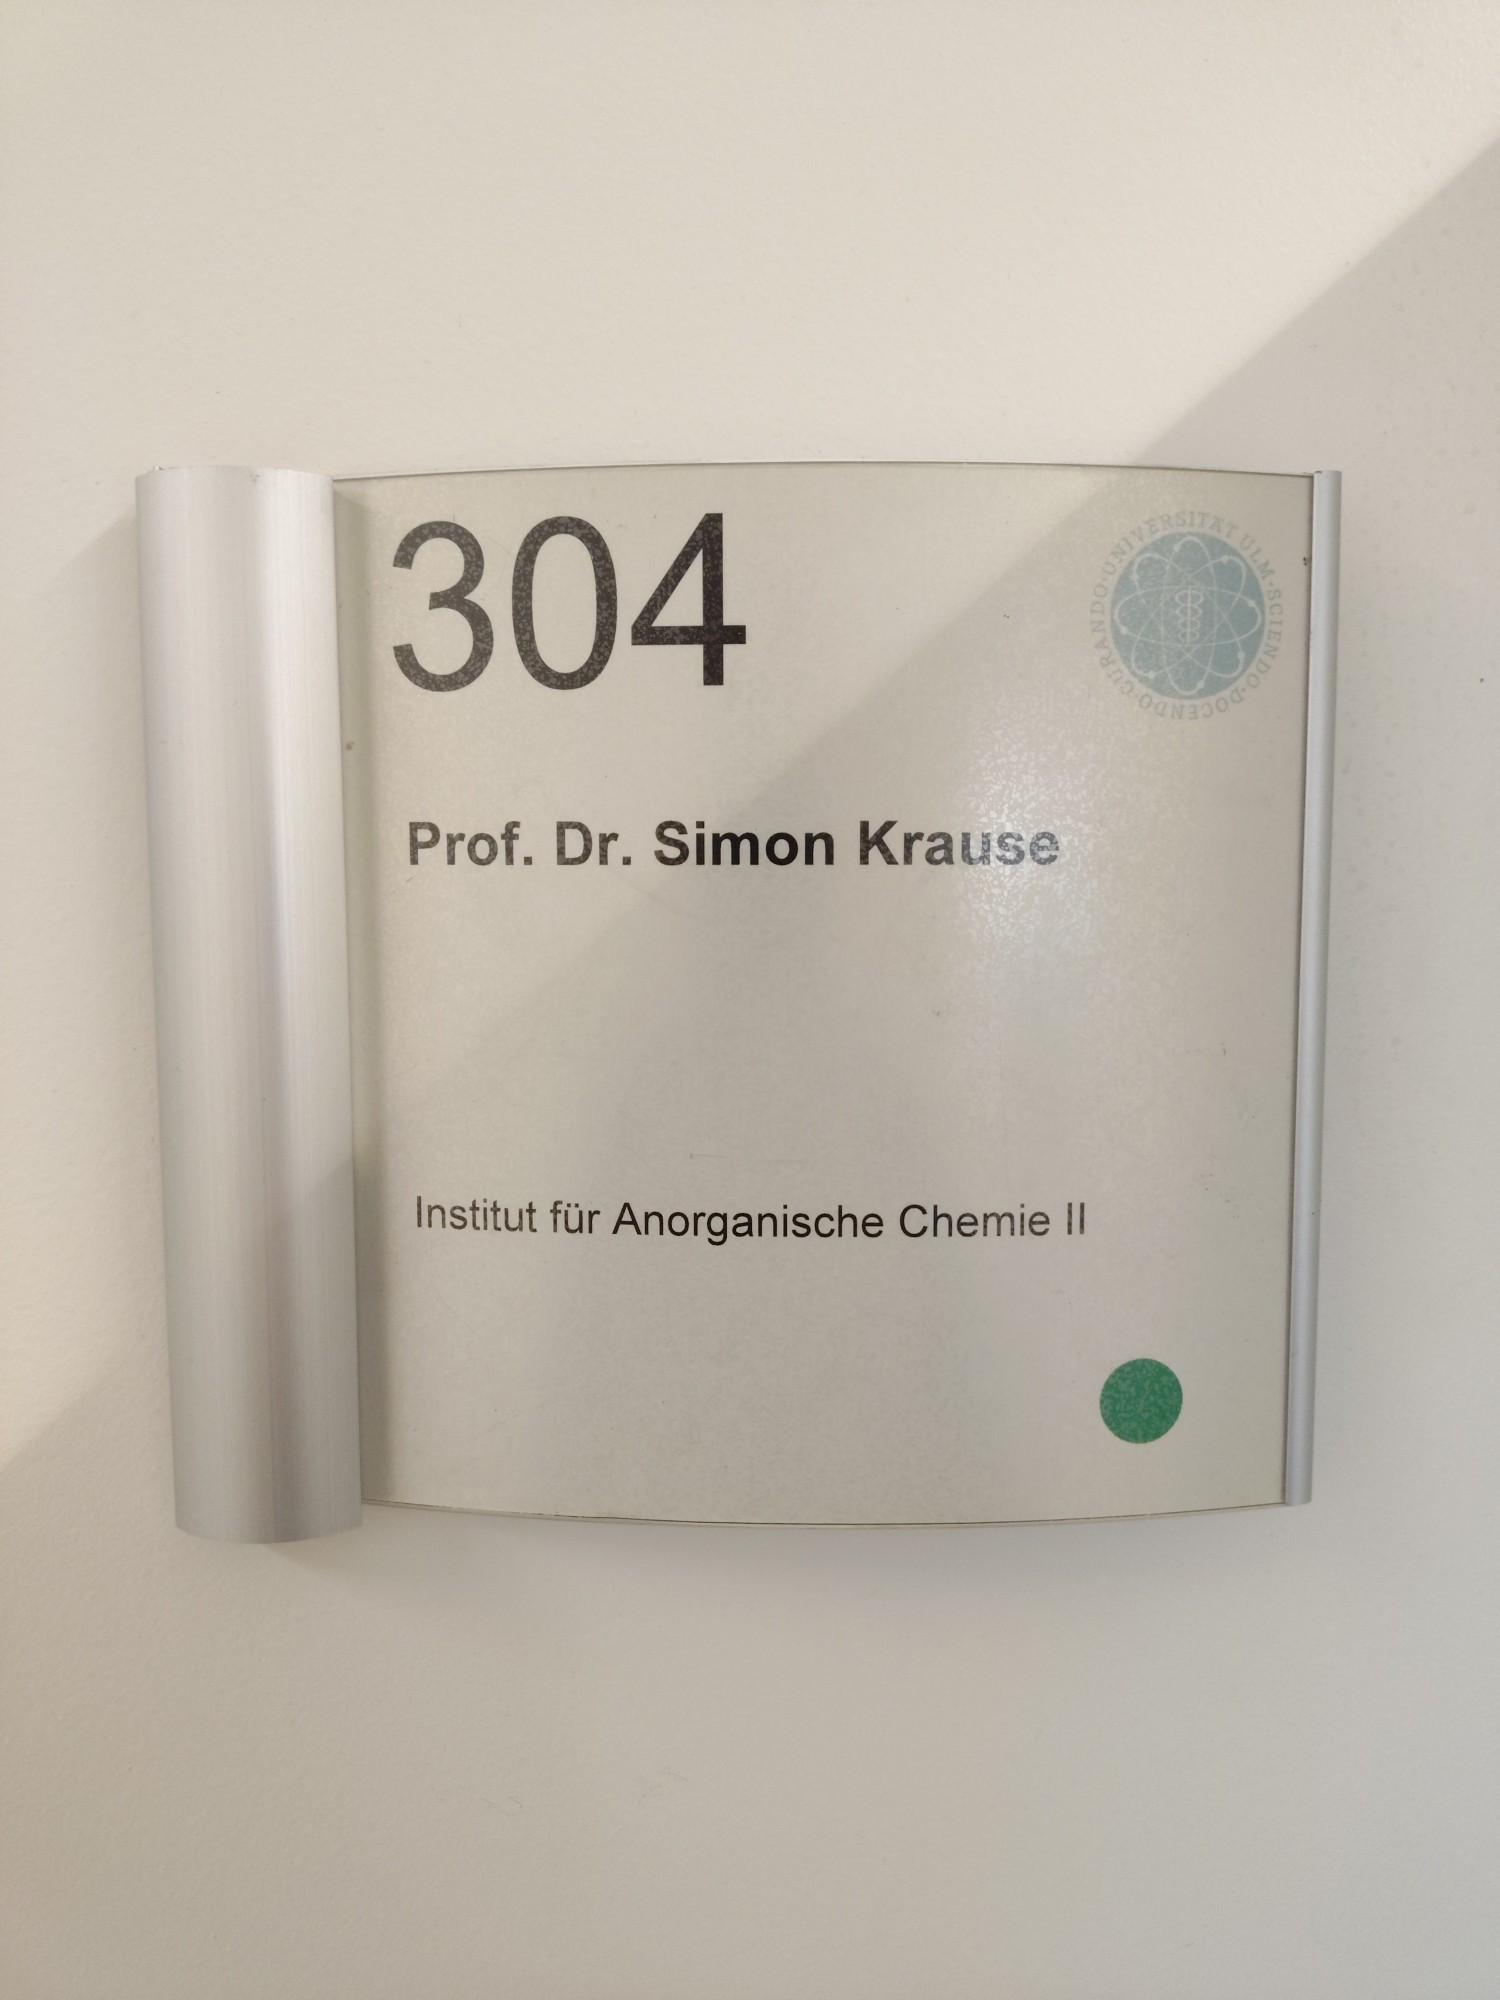 304
UNIVERSITÄT ULM · SCIENDO · DOCENDO · CURANDO ·
Prof. Dr. Simon Krause
Institut für Anorganische Chemie II